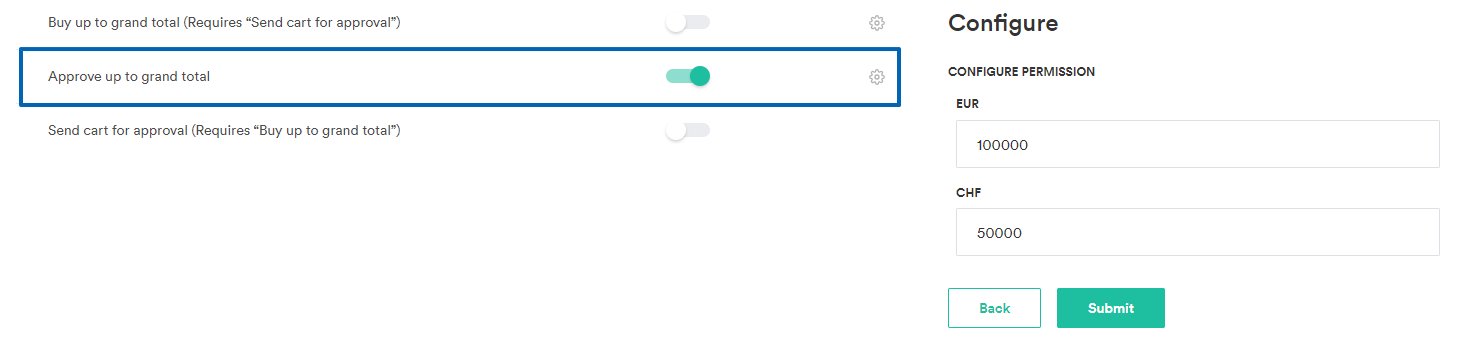 Buy up to grand total (Requires “Send cart for approval”)
Approve up to grand total
Send cart for approval (Requires “Buy up to grand total”)
Configure
CONFIGURE PERMISSION
EUR
100000
CHF
50000
Back
Submit